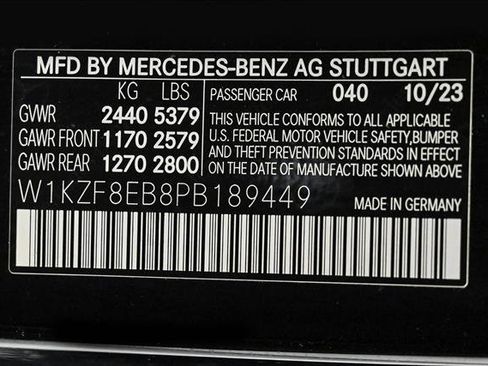 MFD BY MERCEDES-BENZ AG STUTTGART
KG LBS PASSENGER CAR 040 10/23
GVWR 2440 5379
GAWR FRONT 1170 2579
GAWR REAR 1270 2800
THIS VEHICLE CONFORMS TO ALL APPLICABLE
U.S. FEDERAL MOTOR VEHICLE SAFETY,BUMPER
AND THEFT PREVENTION STANDARDS IN EFFECT
ON THE DATE OF MANUFACTURE SHOWN ABOVE
W1KZF8EB8PB189449 MADE IN GERMANY